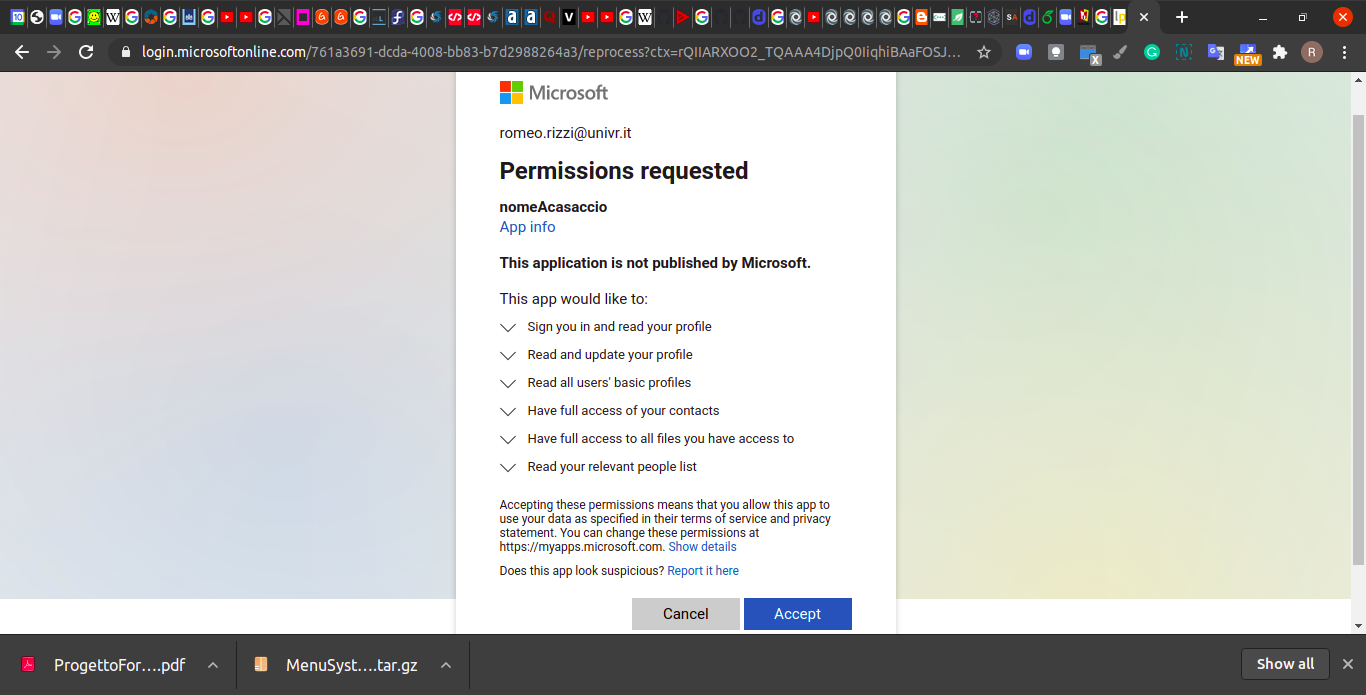 login.microsoftonline.com/761a3691-dcda-4008-bb83-b7d2988264a3/reprocess?ctx=rQIIARXOO2_TQAAA4DjpQ0IiqhiBAaFOSJ...
X
NEW
R
Microsoft
romeo.rizzi@univr.it
Permissions requested
nomeAcasaccio
App info
This application is not published by Microsoft.
This app would like to:
Sign you in and read your profile
Read and update your profile
Read all users' basic profiles
Have full access of your contacts
Have full access to all files you have access to
Read your relevant people list
Accepting these permissions means that you allow this app to
use your data as specified in their terms of service and privacy
statement. You can change these permissions at
https://myapps.microsoft.com. Show details
Does this app look suspicious? Report it here
Cancel Accept
ProgettoFor....pdf MenuSyst....tar.gz Show all